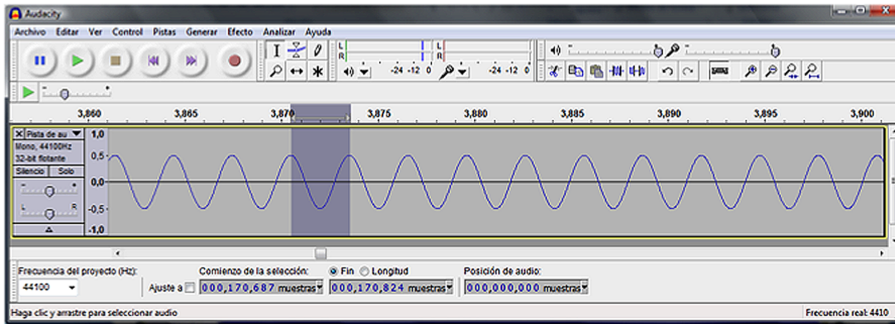 Audacity
Archivo Editar Ver Control Pistas Generar Efecto Analizar Ayuda
L R -24 -12 0 L R -24 -12 0
3,860 3,865 3,870 3,875 3,880 3,885 3,890 3,895 3,900
Pista de au 1,0
Mono, 44100Hz
32-bit flotante 0,5
Silencio Solo
- + 0,0
L R -0,5
-1,0
Frecuencia del proyecto (Hz): Comienzo de la selección: Fin Longitud Posición de audio:
44100 Ajuste a 000,170,687 muestras 000,170,824 muestras 000,000,000 muestras
Haga clic y arrastre para seleccionar audio Frecuencia real: 4410